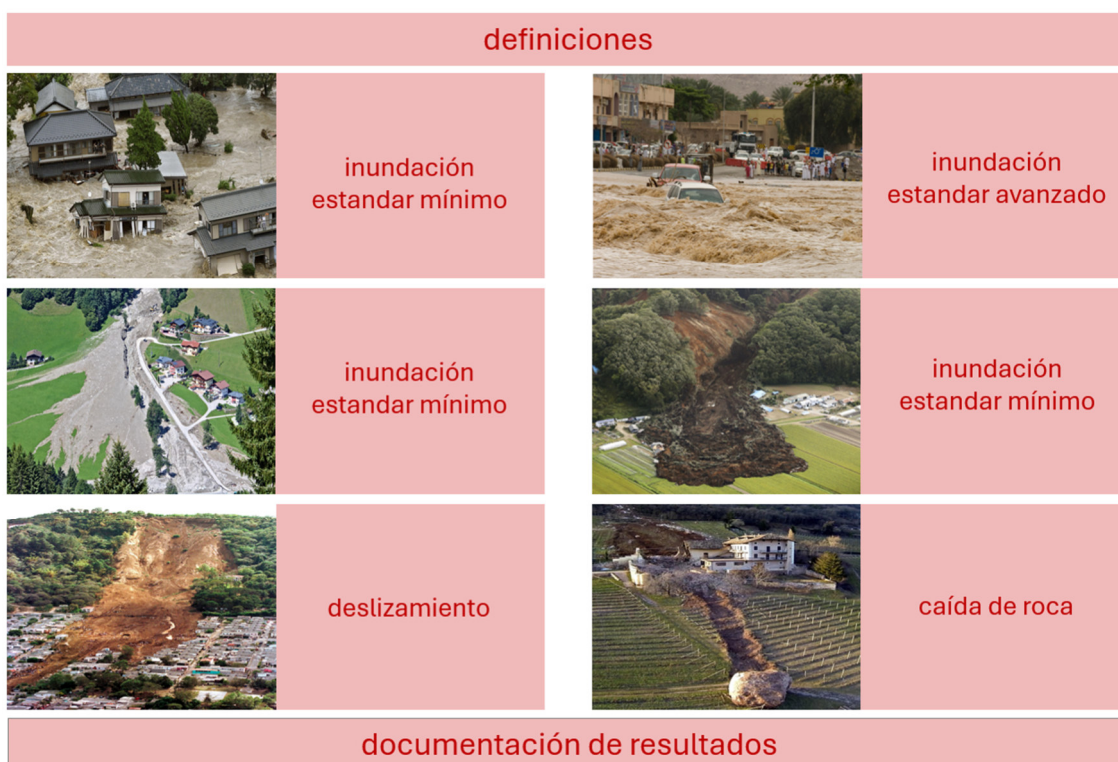 definiciones
inundación
estandar mínimo
inundación
estandar avanzado
inundación
estandar mínimo
inundación
estandar mínimo
deslizamiento
caída de roca
documentación de resultados